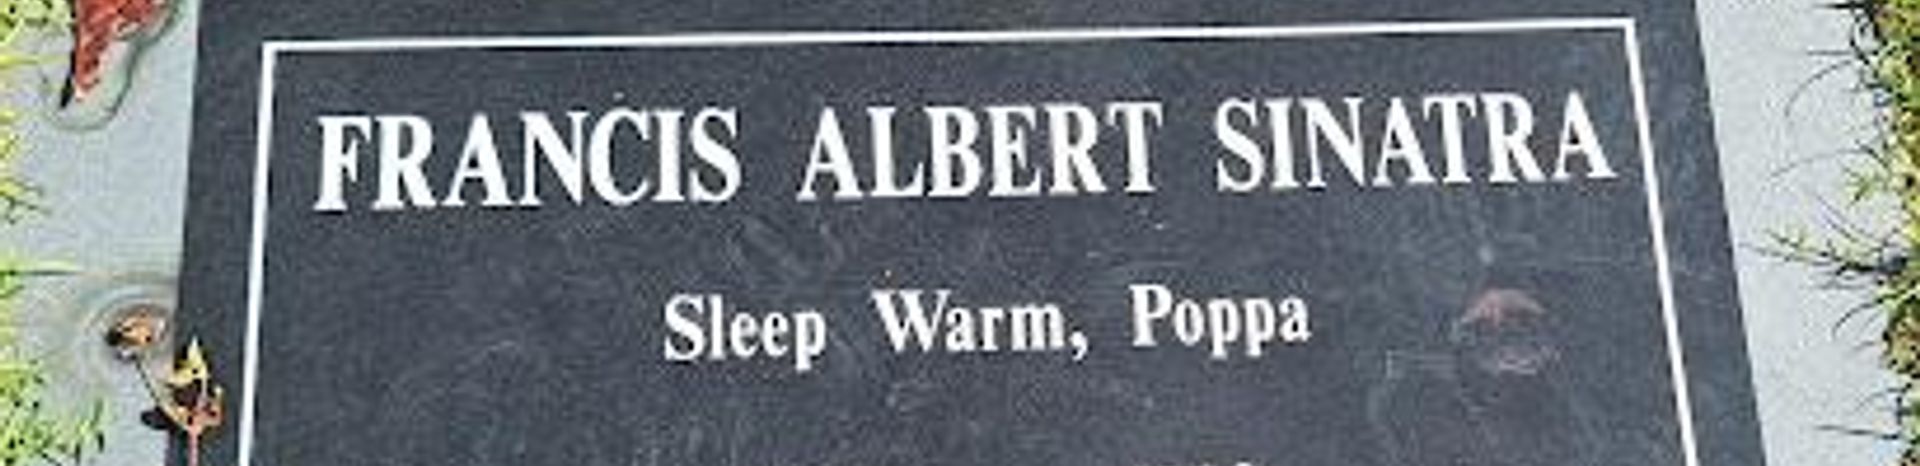 FRANCIS ALBERT SINATRA
Sleep Warm, Poppa